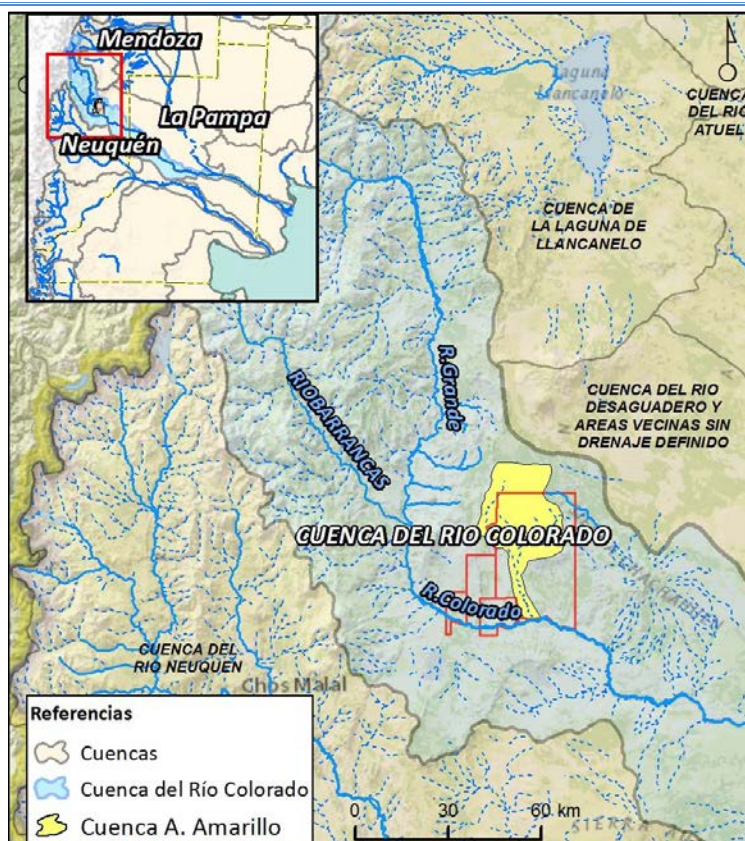 Mendoza
La Pampa
Neuquén
Laguna
Llancanelo
CUENCA
DEL RIO
ATUEL
CUENCA DE
LA LAGUNA DE
LLANCANELO
R.Grande
RIOBARRANCAS
CUENCA DEL RIO
DESAGUADERO Y
AREAS VECINAS SIN
DRENAJE DEFINIDO
CUENCA DEL RIO COLORADO
R.Colorado
CUENCA DEL
RIO NEUQUEN
Chos Malal
Referencias
Cuencas
Cuenca del Río Colorado
Cuenca A. Amarillo
0 30 60 km
SIERRA